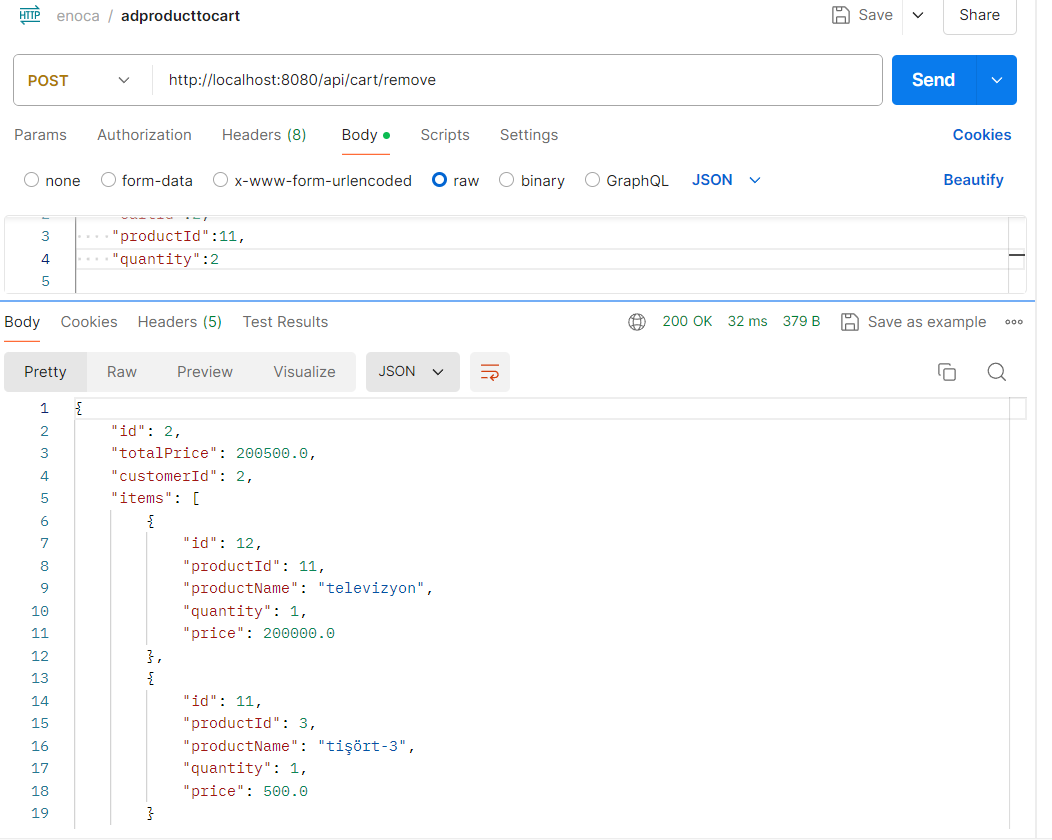 HTTP enoca / adproducttocart Save Share
POST http://localhost:8080/api/cart/remove Send
Params Authorization Headers (8) Body Scripts Settings Cookies
none form-data x-www-form-urlencoded raw binary GraphQL JSON Beautify
3 "productId":11,
4 "quantity":2
5
Body Cookies Headers (5) Test Results 200 OK 32 ms 379 B Save as example
Pretty Raw Preview Visualize JSON
1 {
2 "id": 2,
3 "totalPrice": 200500.0,
4 "customerId": 2,
5 "items": [
6 {
7 "id": 12,
8 "productId": 11,
9 "productName": "televizyon",
10 "quantity": 1,
11 "price": 200000.0
12 },
13 {
14 "id": 11,
15 "productId": 3,
16 "productName": "tişört-3",
17 "quantity": 1,
18 "price": 500.0
19 }